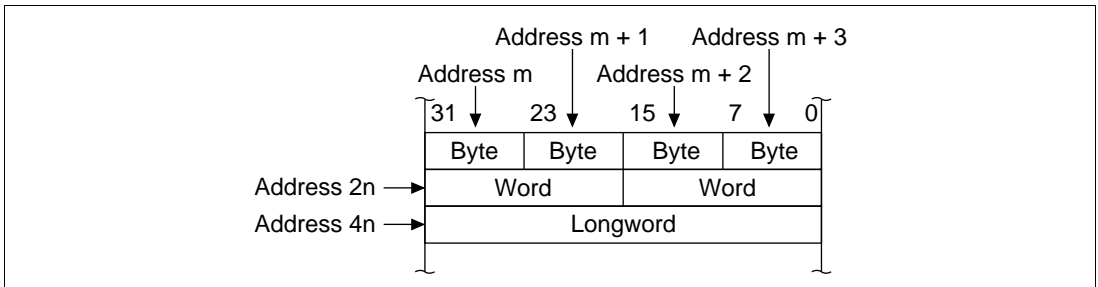 Address m + 1 Address m + 3
Address m Address m + 2
31 23 15 7 0
Byte Byte Byte Byte
Address 2n Word Word
Address 4n Longword